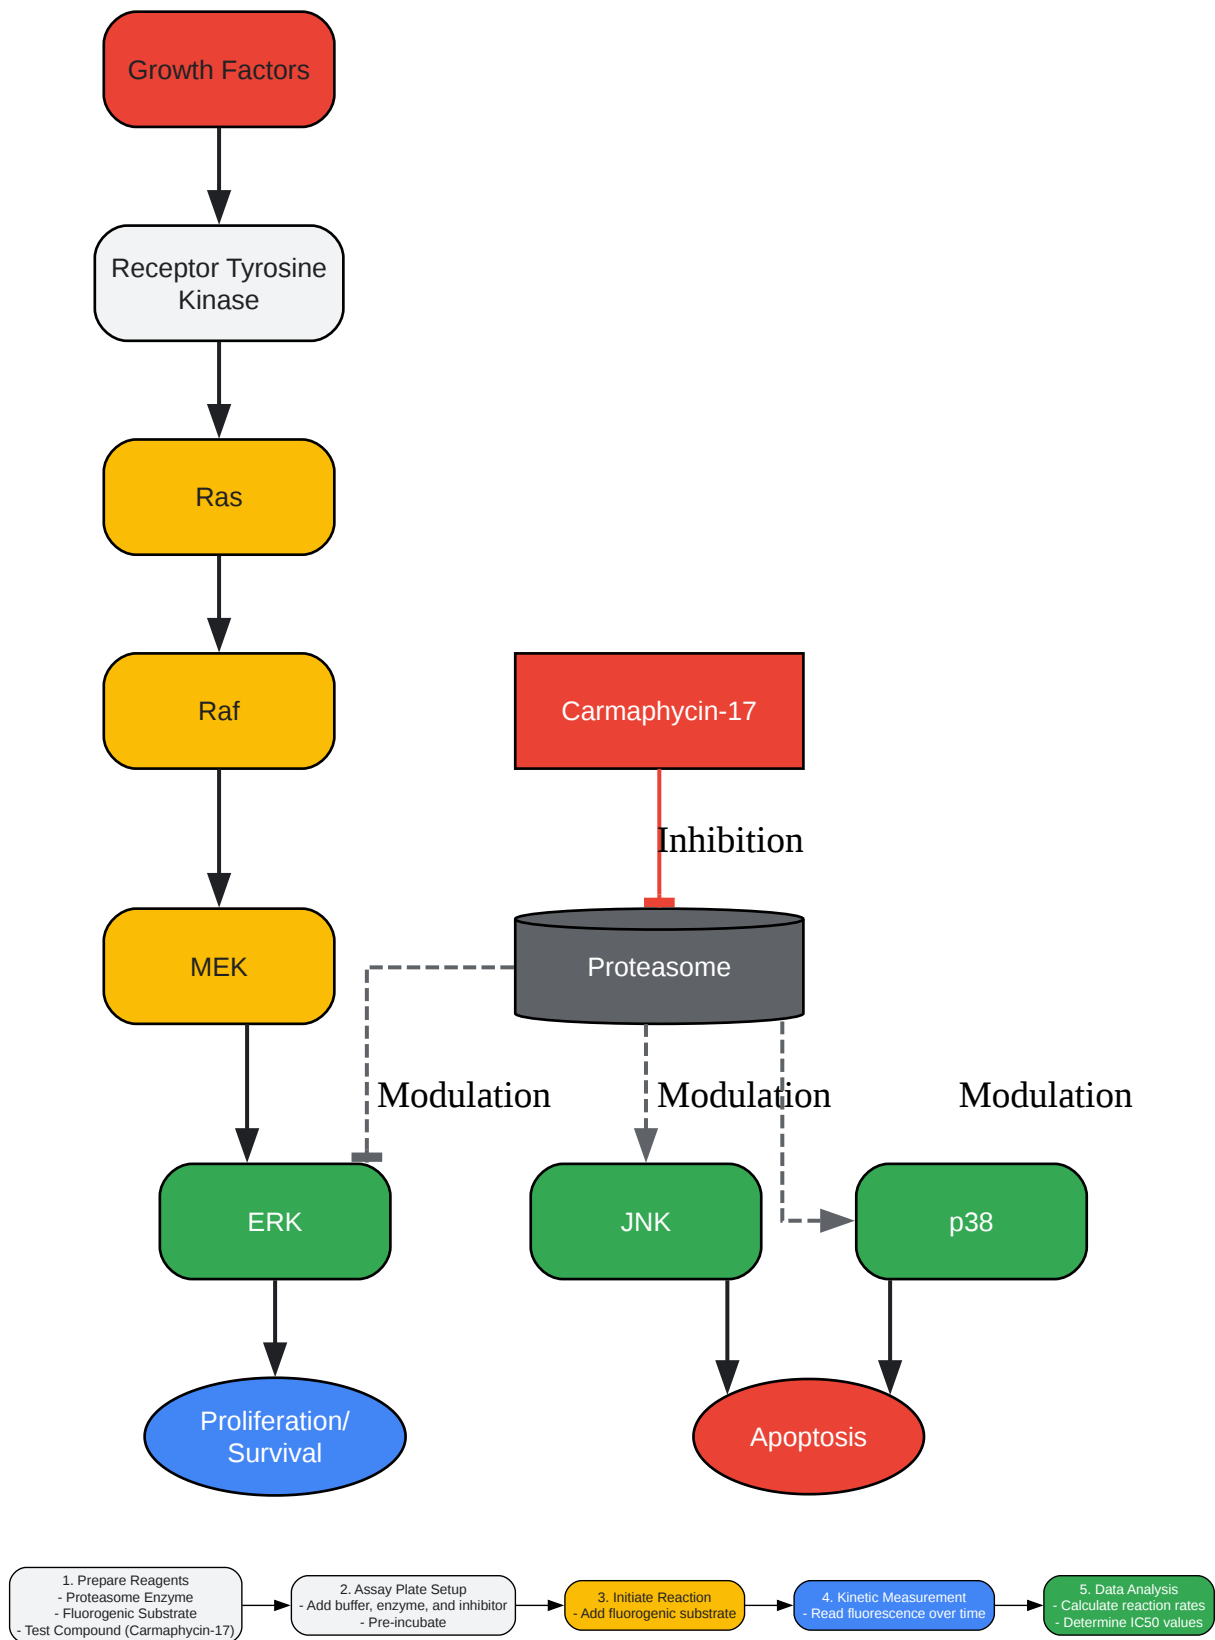 Growth Factors
Receptor Tyrosine
Kinase
Ras
Raf
Carmaphycin-17
Inhibition
MEK
Proteasome
Modulation
Modulation
Modulation
ERK
JNK
p38
Proliferation/
Survival
Apoptosis
1. Prepare Reagents
- Proteasome Enzyme
- Fluorogenic Substrate
- Test Compound (Carmaphycin-17)
2. Assay Plate Setup
- Add buffer, enzyme, and inhibitor
- Pre-incubate
3. Initiate Reaction
- Add fluorogenic substrate
4. Kinetic Measurement
- Read fluorescence over time
5. Data Analysis
- Calculate reaction rates
- Determine IC50 values